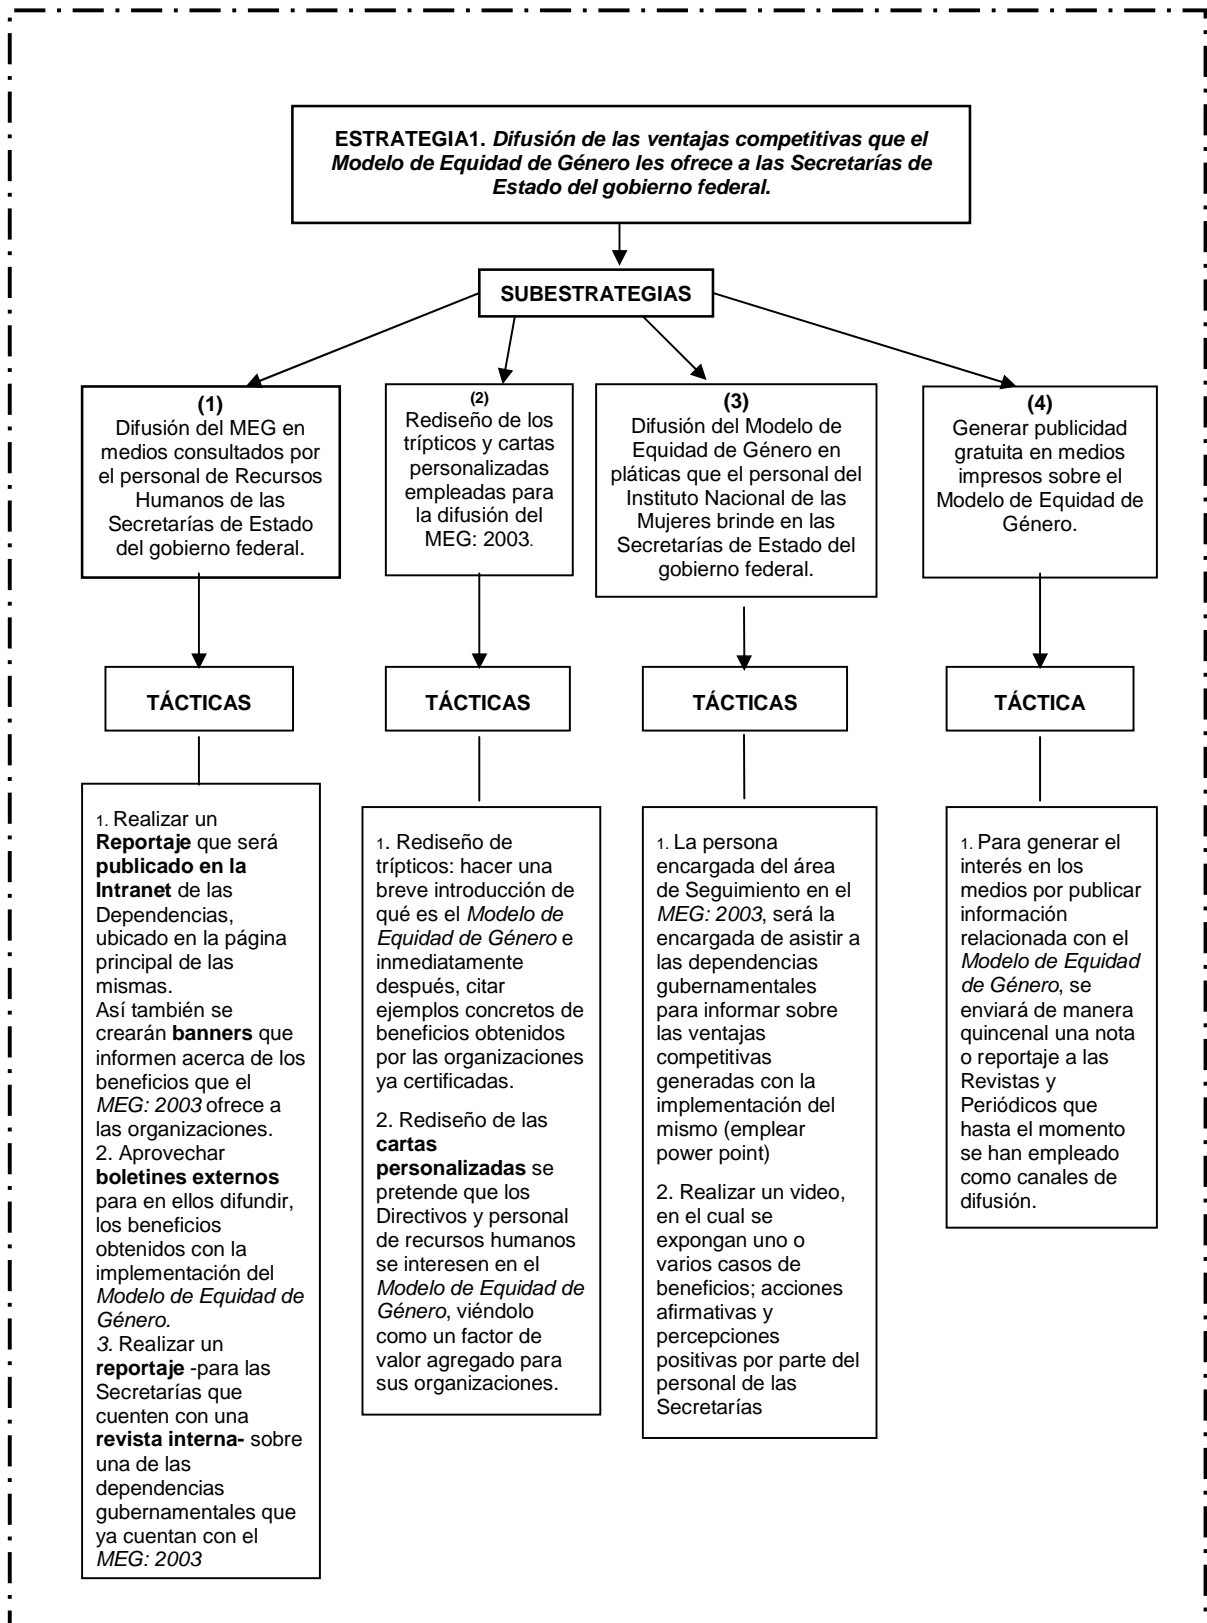 ESTRATEGIA1. Difusión de las ventajas competitivas que el
Modelo de Equidad de Género les ofrece a las Secretarías de
Estado del gobierno federal.
SUBESTRATEGIAS
(1)
Difusión del MEG en
medios consultados por
el personal de Recursos
Humanos de las
Secretarías de Estado
del gobierno federal.
(2)
Rediseño de los
trípticos y cartas
personalizadas
empleadas para
la difusión del
MEG: 2003.
(3)
Difusión del Modelo de
Equidad de Género en
pláticas que el personal del
Instituto Nacional de las
Mujeres brinde en las
Secretarías de Estado del
gobierno federal.
(4)
Generar publicidad
gratuita en medios
impresos sobre el
Modelo de Equidad de
Género.
TÁCTICAS
TÁCTICAS
TÁCTICAS
TÁCTICA
1. Realizar un
Reportaje que será
publicado en la
Intranet de las
Dependencias,
ubicado en la página
principal de las
mismas.
Así también se
crearán banners que
informen acerca de los
beneficios que el
MEG: 2003 ofrece a
las organizaciones.
2. Aprovechar
boletines externos
para en ellos difundir,
los beneficios
obtenidos con la
implementación del
Modelo de Equidad de
Género.
3. Realizar un
reportaje -para las
Secretarías que
cuenten con una
revista interna- sobre
una de las
dependencias
gubernamentales que
ya cuentan con el
MEG: 2003
1. Rediseño de
trípticos: hacer una
breve introducción de
qué es el Modelo de
Equidad de Género e
inmediatamente
después, citar
ejemplos concretos de
beneficios obtenidos
por las organizaciones
ya certificadas.
2. Rediseño de las
cartas
personalizadas se
pretende que los
Directivos y personal
de recursos humanos
se interesen en el
Modelo de Equidad de
Género, viéndolo
como un factor de
valor agregado para
sus organizaciones.
1. La persona
encargada del área
de Seguimiento en el
MEG: 2003, será la
encargada de asistir a
las dependencias
gubernamentales
para informar sobre
las ventajas
competitivas
generadas con la
implementación del
mismo (emplear
power point)
2. Realizar un video,
en el cual se
expongan uno o
varios casos de
beneficios; acciones
afirmativas y
percepciones
positivas por parte del
personal de las
Secretarías
1. Para generar el
interés en los
medios por publicar
información
relacionada con el
Modelo de Equidad
de Género, se
enviará de manera
quincenal una nota
o reportaje a las
Revistas y
Periódicos que
hasta el momento
se han empleado
como canales de
difusión.